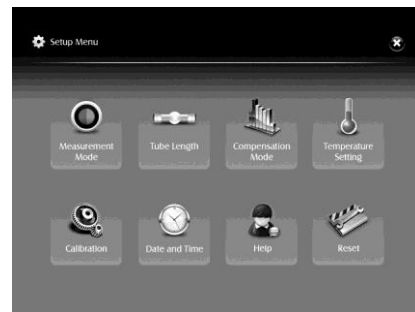 Setup Menu
Measurement
Mode
Tube Length
Compensation
Mode
Temperature
Setting
Calibration
Date and Time
Help
Reset